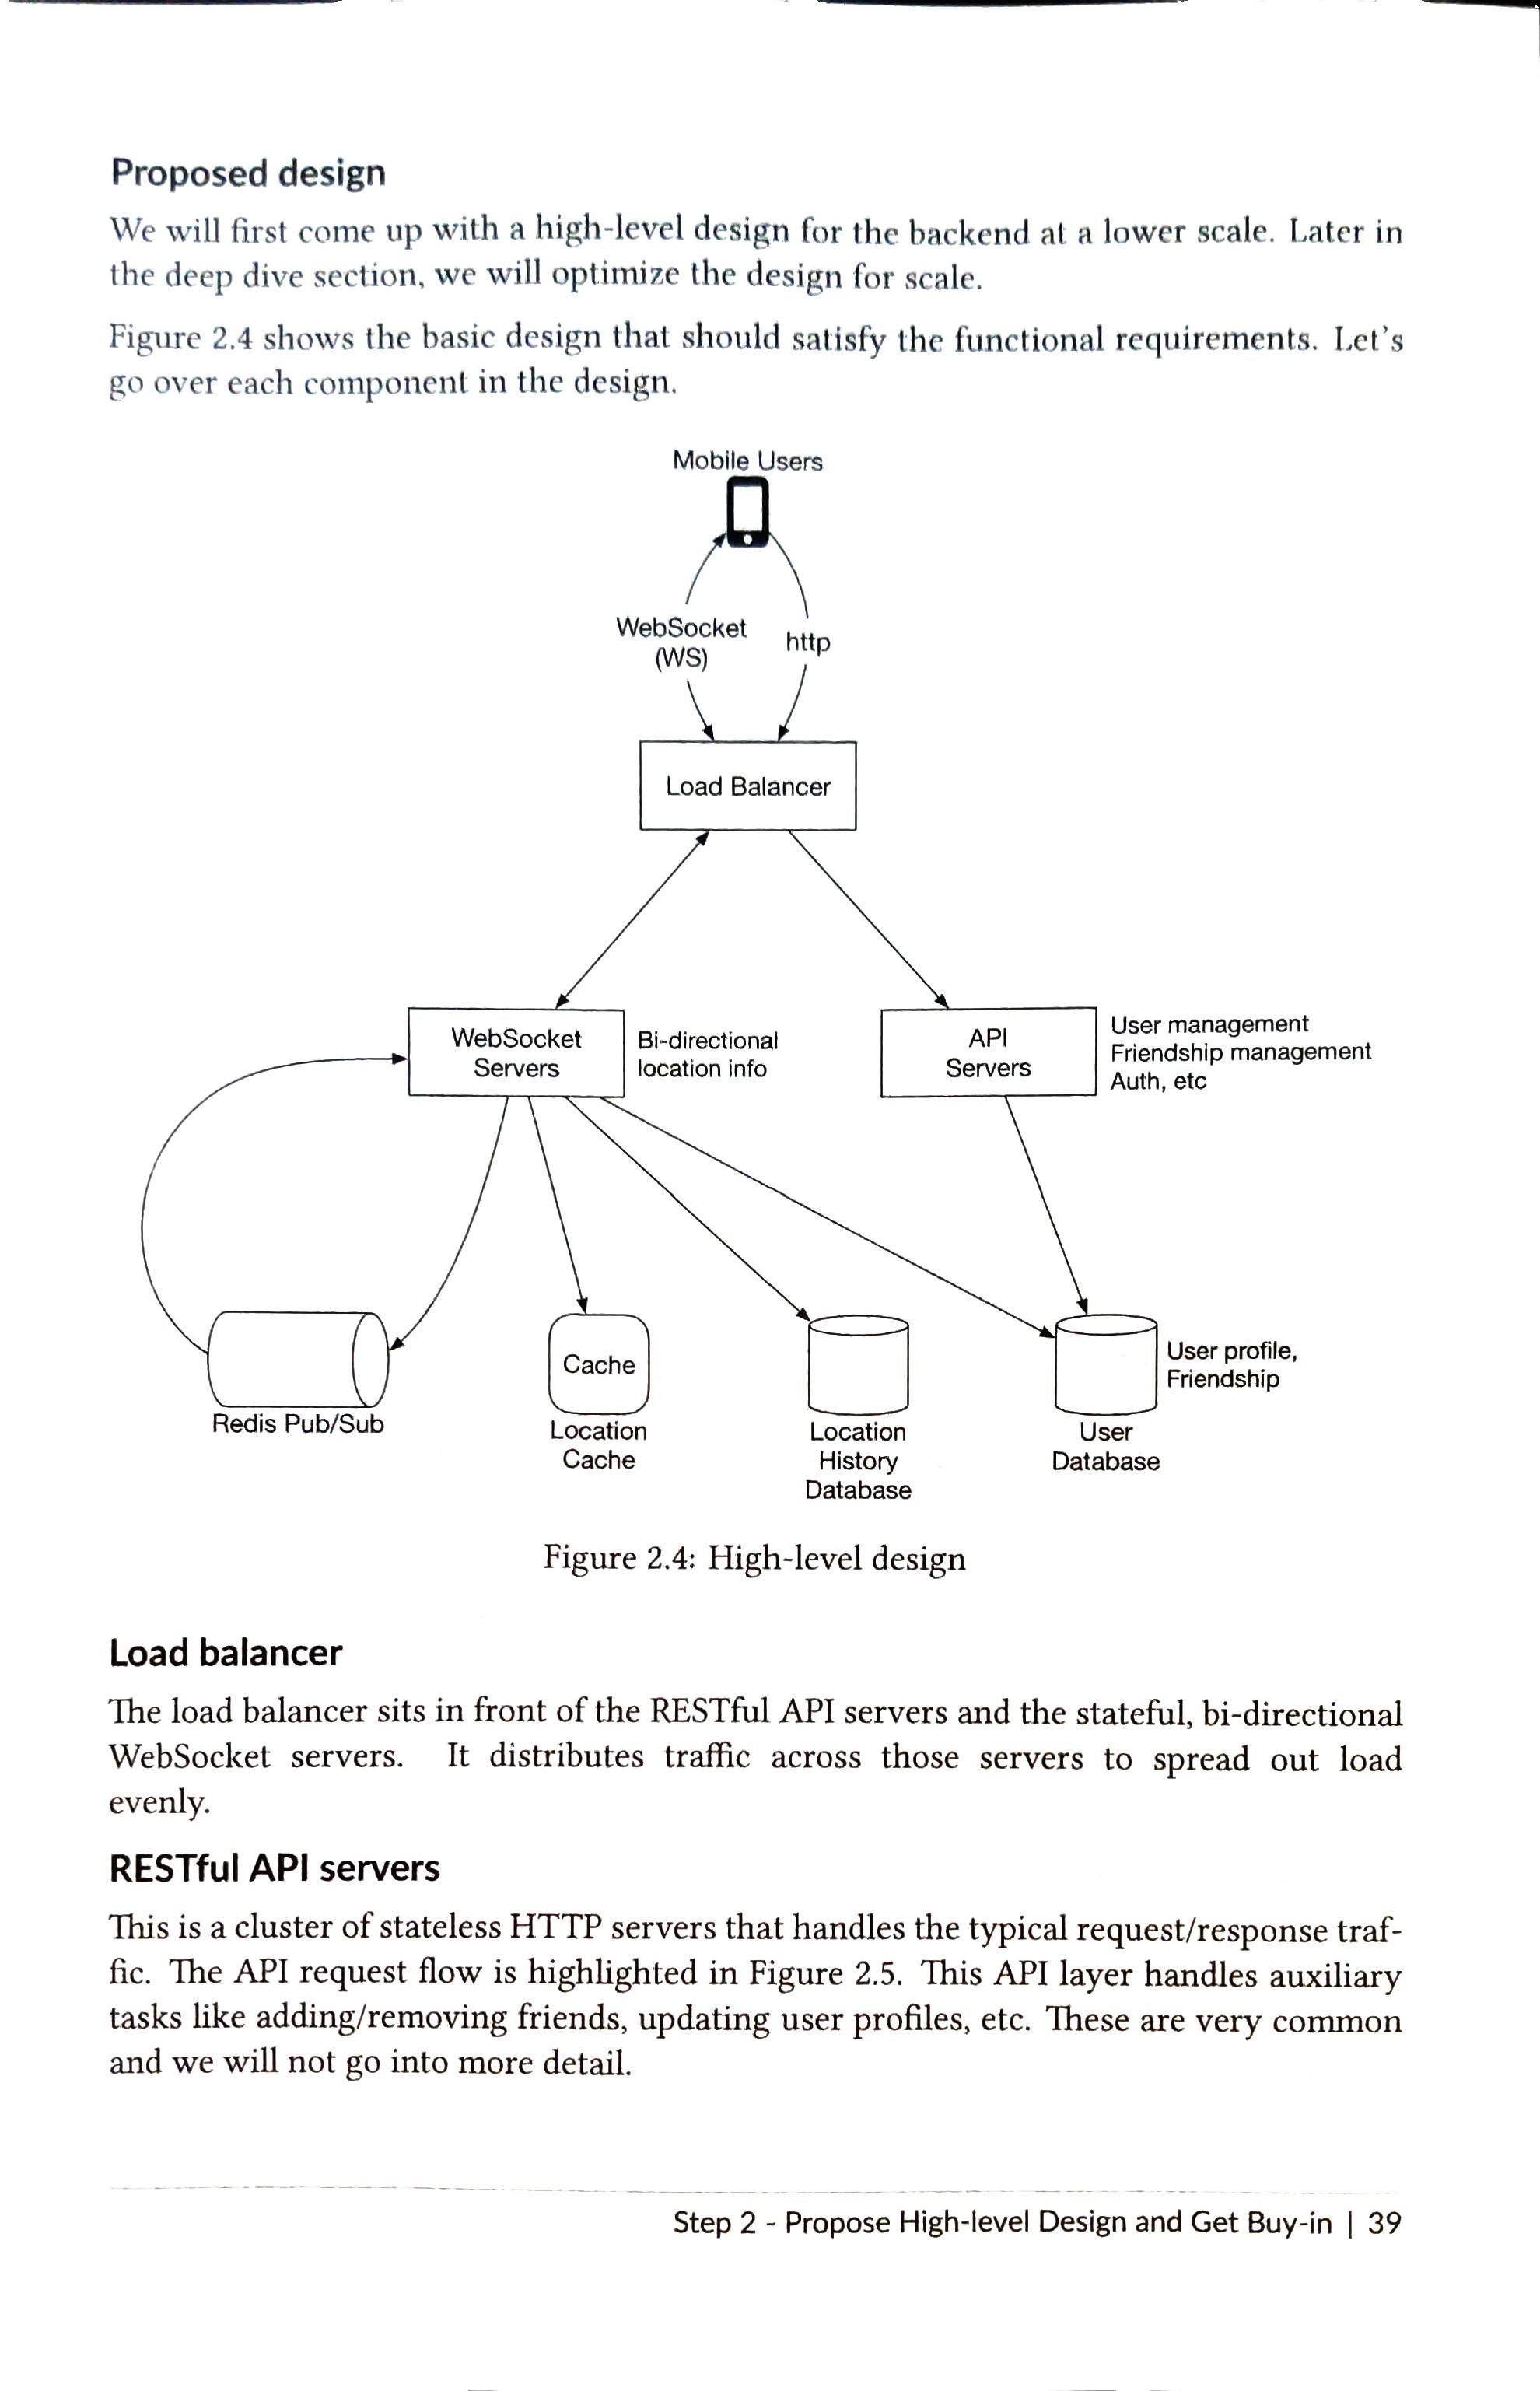 Proposed design
We will first come up with a high-level design for the backend at a lower scale. Later in
the deep dive section, we will optimize the design for scale.
Figure 2.4 shows the basic design that should satisfy the functional requirements. Let's
go over each component in the design.
Mobile Users
WebSocket
(WS)
http
Load Balancer
WebSocket
Servers
Bi-directional
location info
API
Servers
User management
Friendship management
Auth, etc
Redis Pub/Sub
Cache
Location
Cache
Location
History
Database
User profile,
Friendship
User
Database
Figure 2.4: High-level design
Load balancer
The load balancer sits in front of the RESTful API servers and the stateful, bi-directional
WebSocket servers. It distributes traffic across those servers to spread out load
evenly.
RESTful API servers
This is a cluster of stateless HTTP servers that handles the typical request/response traf-
fic. The API request flow is highlighted in Figure 2.5. This API layer handles auxiliary
tasks like adding/removing friends, updating user profiles, etc. These are very common
and we will not go into more detail.
Step 2 - Propose High-level Design and Get Buy-in | 39